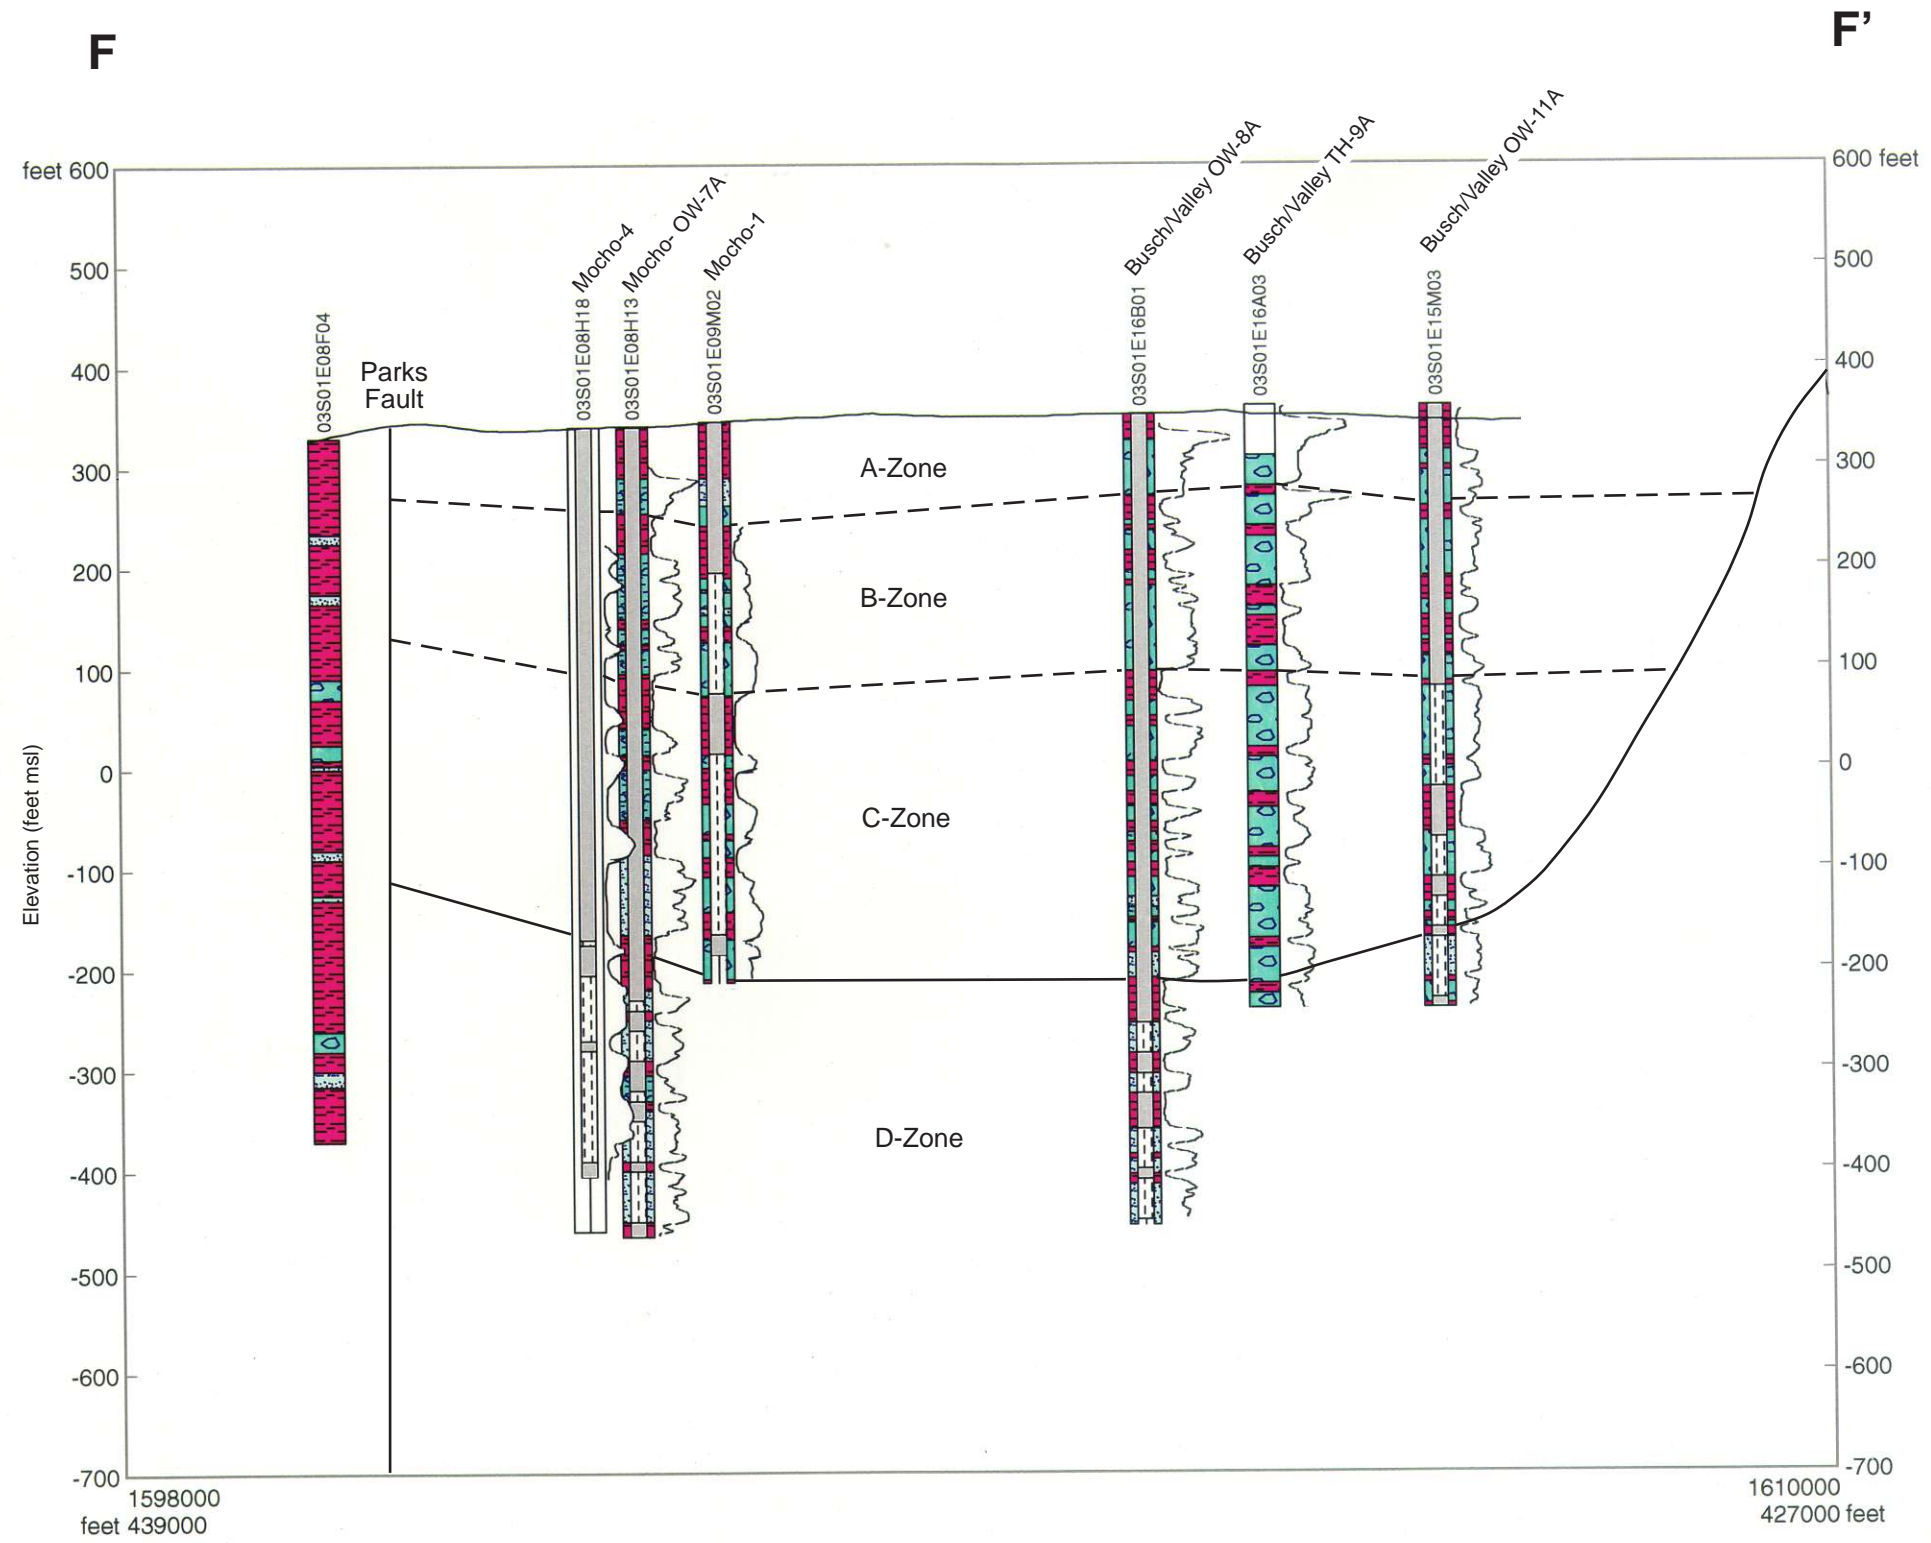 F
F’
feet 600
600 feet
500
500
400
400
300
300
200
200
100
100
0
0
-100
-100
-200
-200
-300
-300
-400
-400
-500
-500
-600
-600
-700
-700
Elevation (feet msl)
03S01E08F04
Parks
Fault
03S01E08H18 Mocho-4
03S01E08H13 Mocho- OW-7A
03S01E09M02 Mocho-1
03S01E16B01 Busch/Valley OW-8A
03S01E16A03 Busch/Valley TH-9A
03S01E15M03 Busch/Valley OW-11A
A-Zone
B-Zone
C-Zone
D-Zone
1598000
feet 439000
1610000
427000 feet